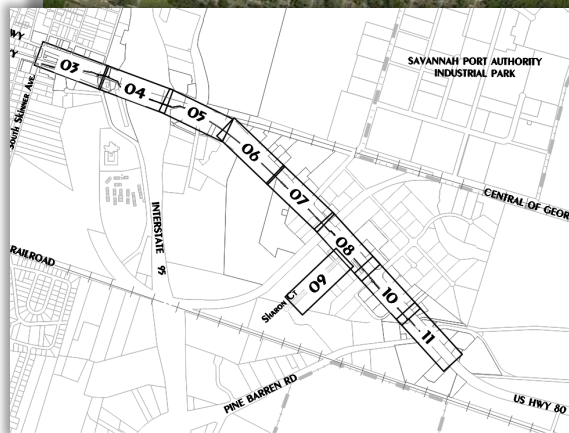 WY
Y
SOUTH SKINNER AVE.
03
04
05
06
07
08
09
10
11
SAVANNAH PORT AUTHORITY
INDUSTRIAL PARK
CENTRAL OF GEOR
INTERSTATE 95
RAILROAD
SHARON CT
PINE BARREN RD
US HWY 80